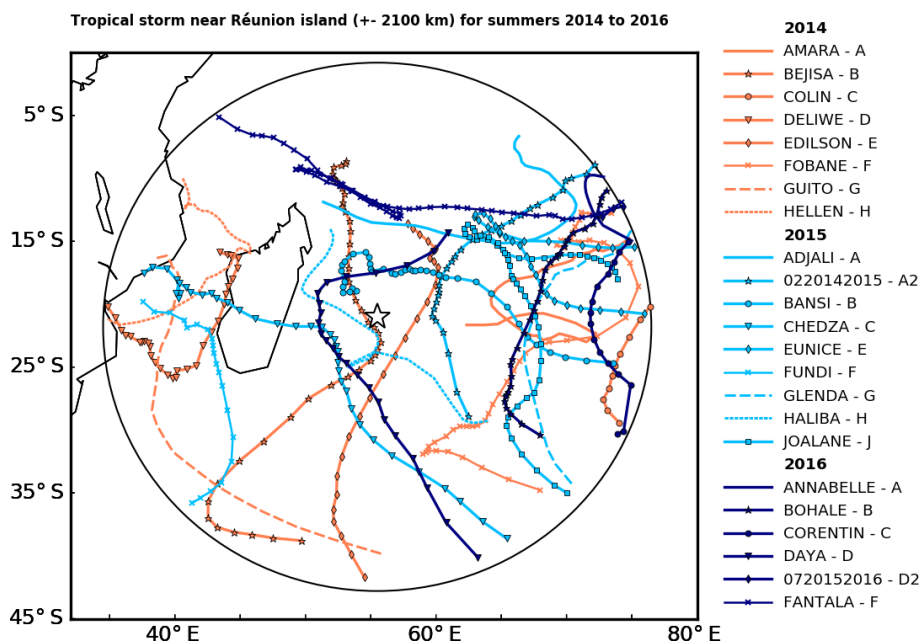 Tropical storm near Réunion island (+- 2100 km) for summers 2014 to 2016
2014
AMARA - A
BEJISA - B
COLIN - C
DELIWE - D
EDILSON - E
FOBANE - F
GUITO - G
HELLEN - H
2015
ADJALI - A
0220142015 - A2
BANSI - B
CHEDZA - C
EUNICE - E
FUNDI - F
GLENDA - G
HALIBA - H
JOALANE - J
2016
ANNABELLE - A
BOHALE - B
CORENTIN - C
DAYA - D
0720152016 - D2
FANTALA - F
5° S
15° S
25° S
35° S
45° S
40° E
60° E
80° E